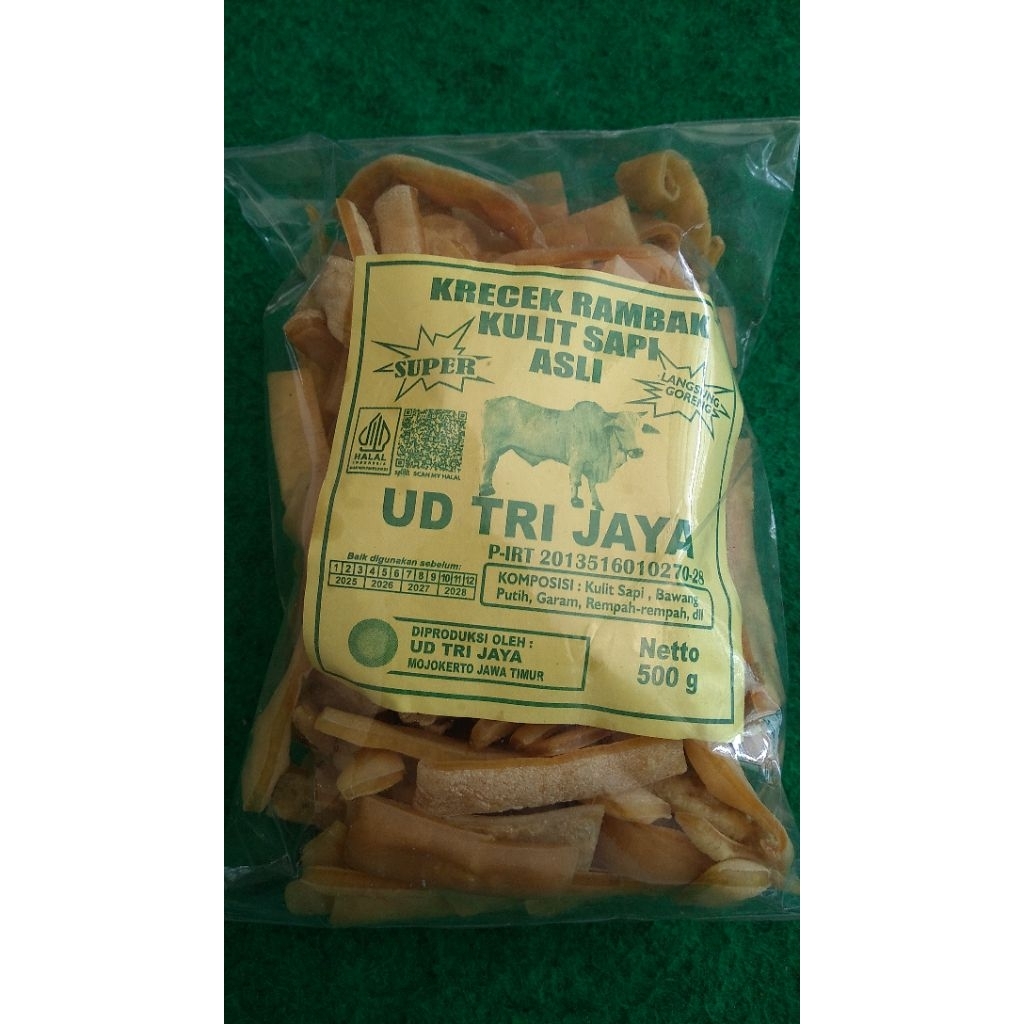 KRECEK RAMBAK
KULIT SAPI
ASLI
SUPER
LANGSUNG
GORENG
HALAL
INDONESIA
SCAN MY HALAL
UD TRI JAYA
P-IRT 2013516010270-28
Baik digunakan sebelum:
1 2 3 4 5 6 7 8 9 10 11 12
2025 2026 2027 2028
KOMPOSISI : Kulit Sapi , Bawang
Putih, Garam, Rempah-rempah, dll
DIPRODUKSI OLEH :
UD TRI JAYA
MOJOKERTO JAWA TIMUR
Netto
500 g